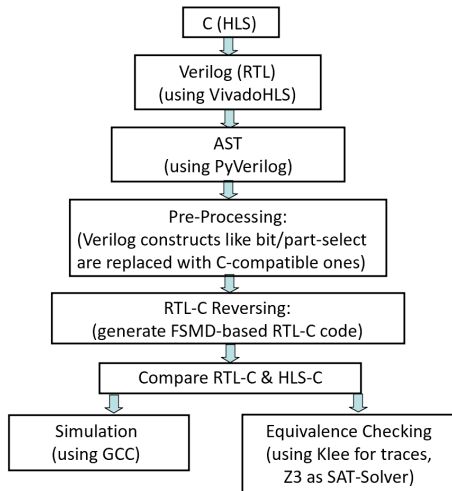 C (HLS)
Verilog (RTL)
(using VivadoHLS)
AST
(using PyVerilog)
Pre-Processing:
(Verilog constructs like bit/part-select
are replaced with C-compatible ones)
RTL-C Reversing:
(generate FSMD-based RTL-C code)
Compare RTL-C & HLS-C
Simulation
(using GCC)
Equivalence Checking
(using Klee for traces,
Z3 as SAT-Solver)